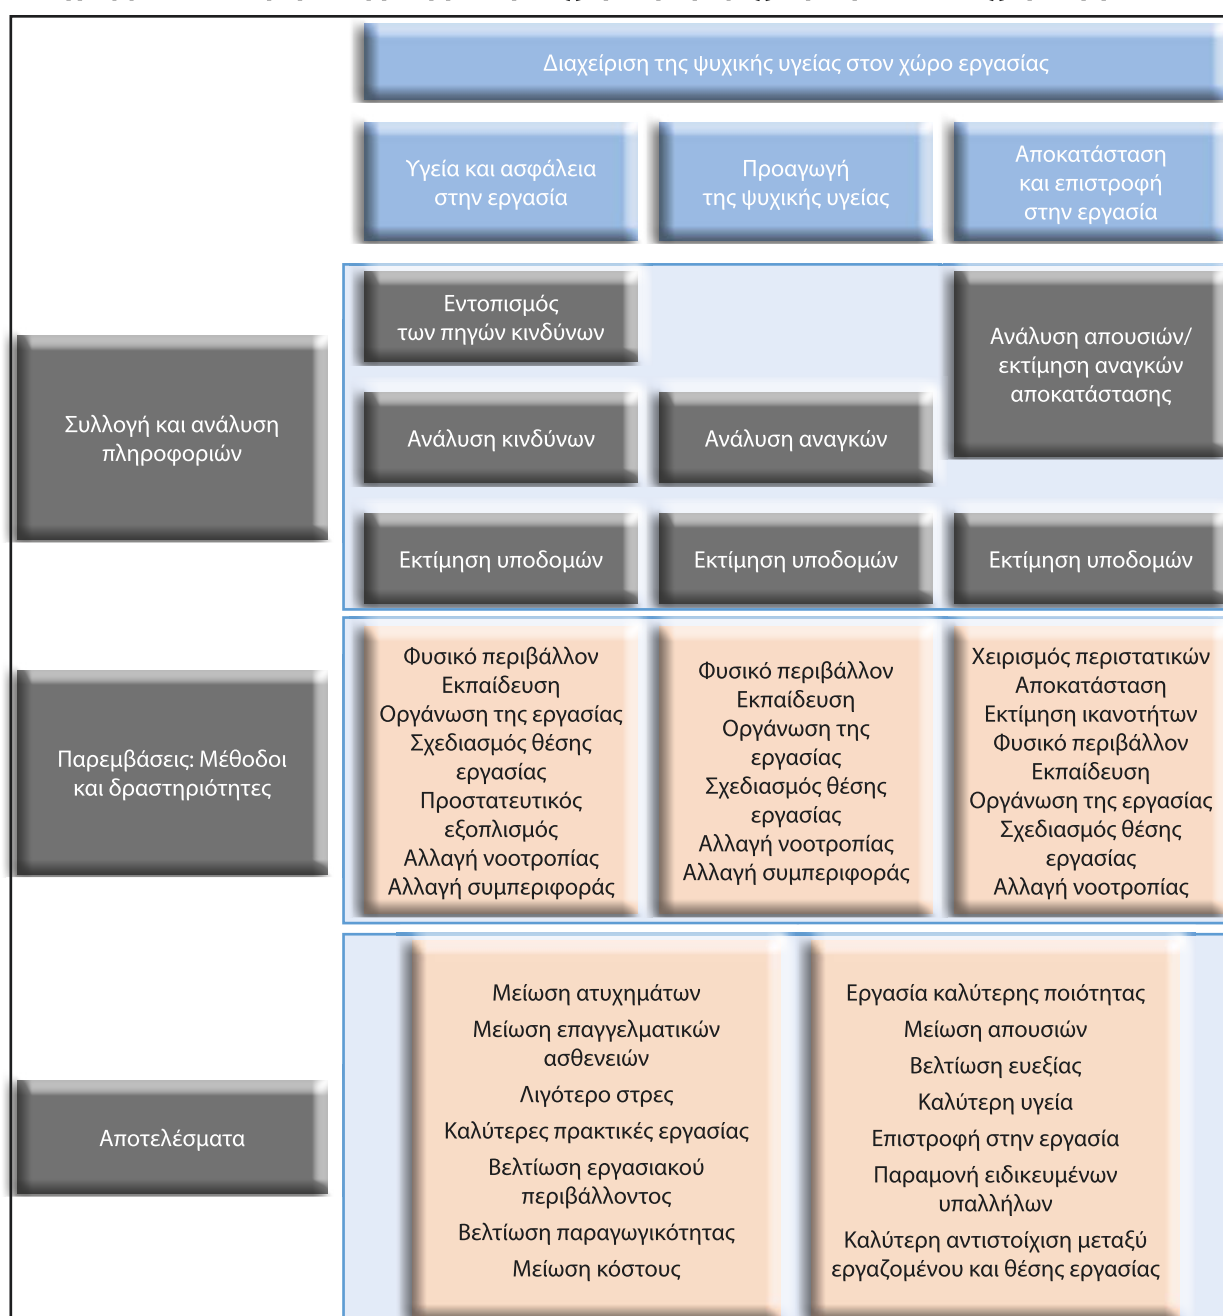 Διαχείριση της ψυχικής υγείας στον χώρο εργασίας
Υγεία και ασφάλεια
στην εργασία
Προαγωγή
της ψυχικής υγείας
Αποκατάσταση
και επιστροφή
στην εργασία
Συλλογή και ανάλυση
πληροφοριών
Εντοπισμός
των πηγών κινδύνων
Ανάλυση κινδύνων
Εκτίμηση υποδομών
Ανάλυση αναγκών
Εκτίμηση υποδομών
Ανάλυση απουσιών/
εκτίμηση αναγκών
αποκατάστασης
Εκτίμηση υποδομών
Παρεμβάσεις: Μέθοδοι
και δραστηριότητες
Φυσικό περιβάλλον
Εκπαίδευση
Οργάνωση της εργασίας
Σχεδιασμός θέσης
εργασίας
Προστατευτικός
εξοπλισμός
Αλλαγή νοοτροπίας
Αλλαγή συμπεριφοράς
Φυσικό περιβάλλον
Εκπαίδευση
Οργάνωση της
εργασίας
Σχεδιασμός θέσης
εργασίας
Αλλαγή νοοτροπίας
Αλλαγή συμπεριφοράς
Χειρισμός περιστατικών
Αποκατάσταση
Εκτίμηση ικανοτήτων
Φυσικό περιβάλλον
Εκπαίδευση
Οργάνωση της εργασίας
Σχεδιασμός θέσης
εργασίας
Αλλαγή νοοτροπίας
Αποτελέσματα
Μείωση ατυχημάτων
Μείωση επαγγελματικών
ασθενειών
Λιγότερο στρες
Καλύτερες πρακτικές εργασίας
Βελτίωση εργασιακού
περιβάλλοντος
Βελτίωση παραγωγικότητας
Μείωση κόστους
Εργασία καλύτερης ποιότητας
Μείωση απουσιών
Βελτίωση ευεξίας
Καλύτερη υγεία
Επιστροφή στην εργασία
Παραμονή ειδικευμένων
υπαλλήλων
Καλύτερη αντιστοίχιση μεταξύ
εργαζομένου και θέσης εργασίας